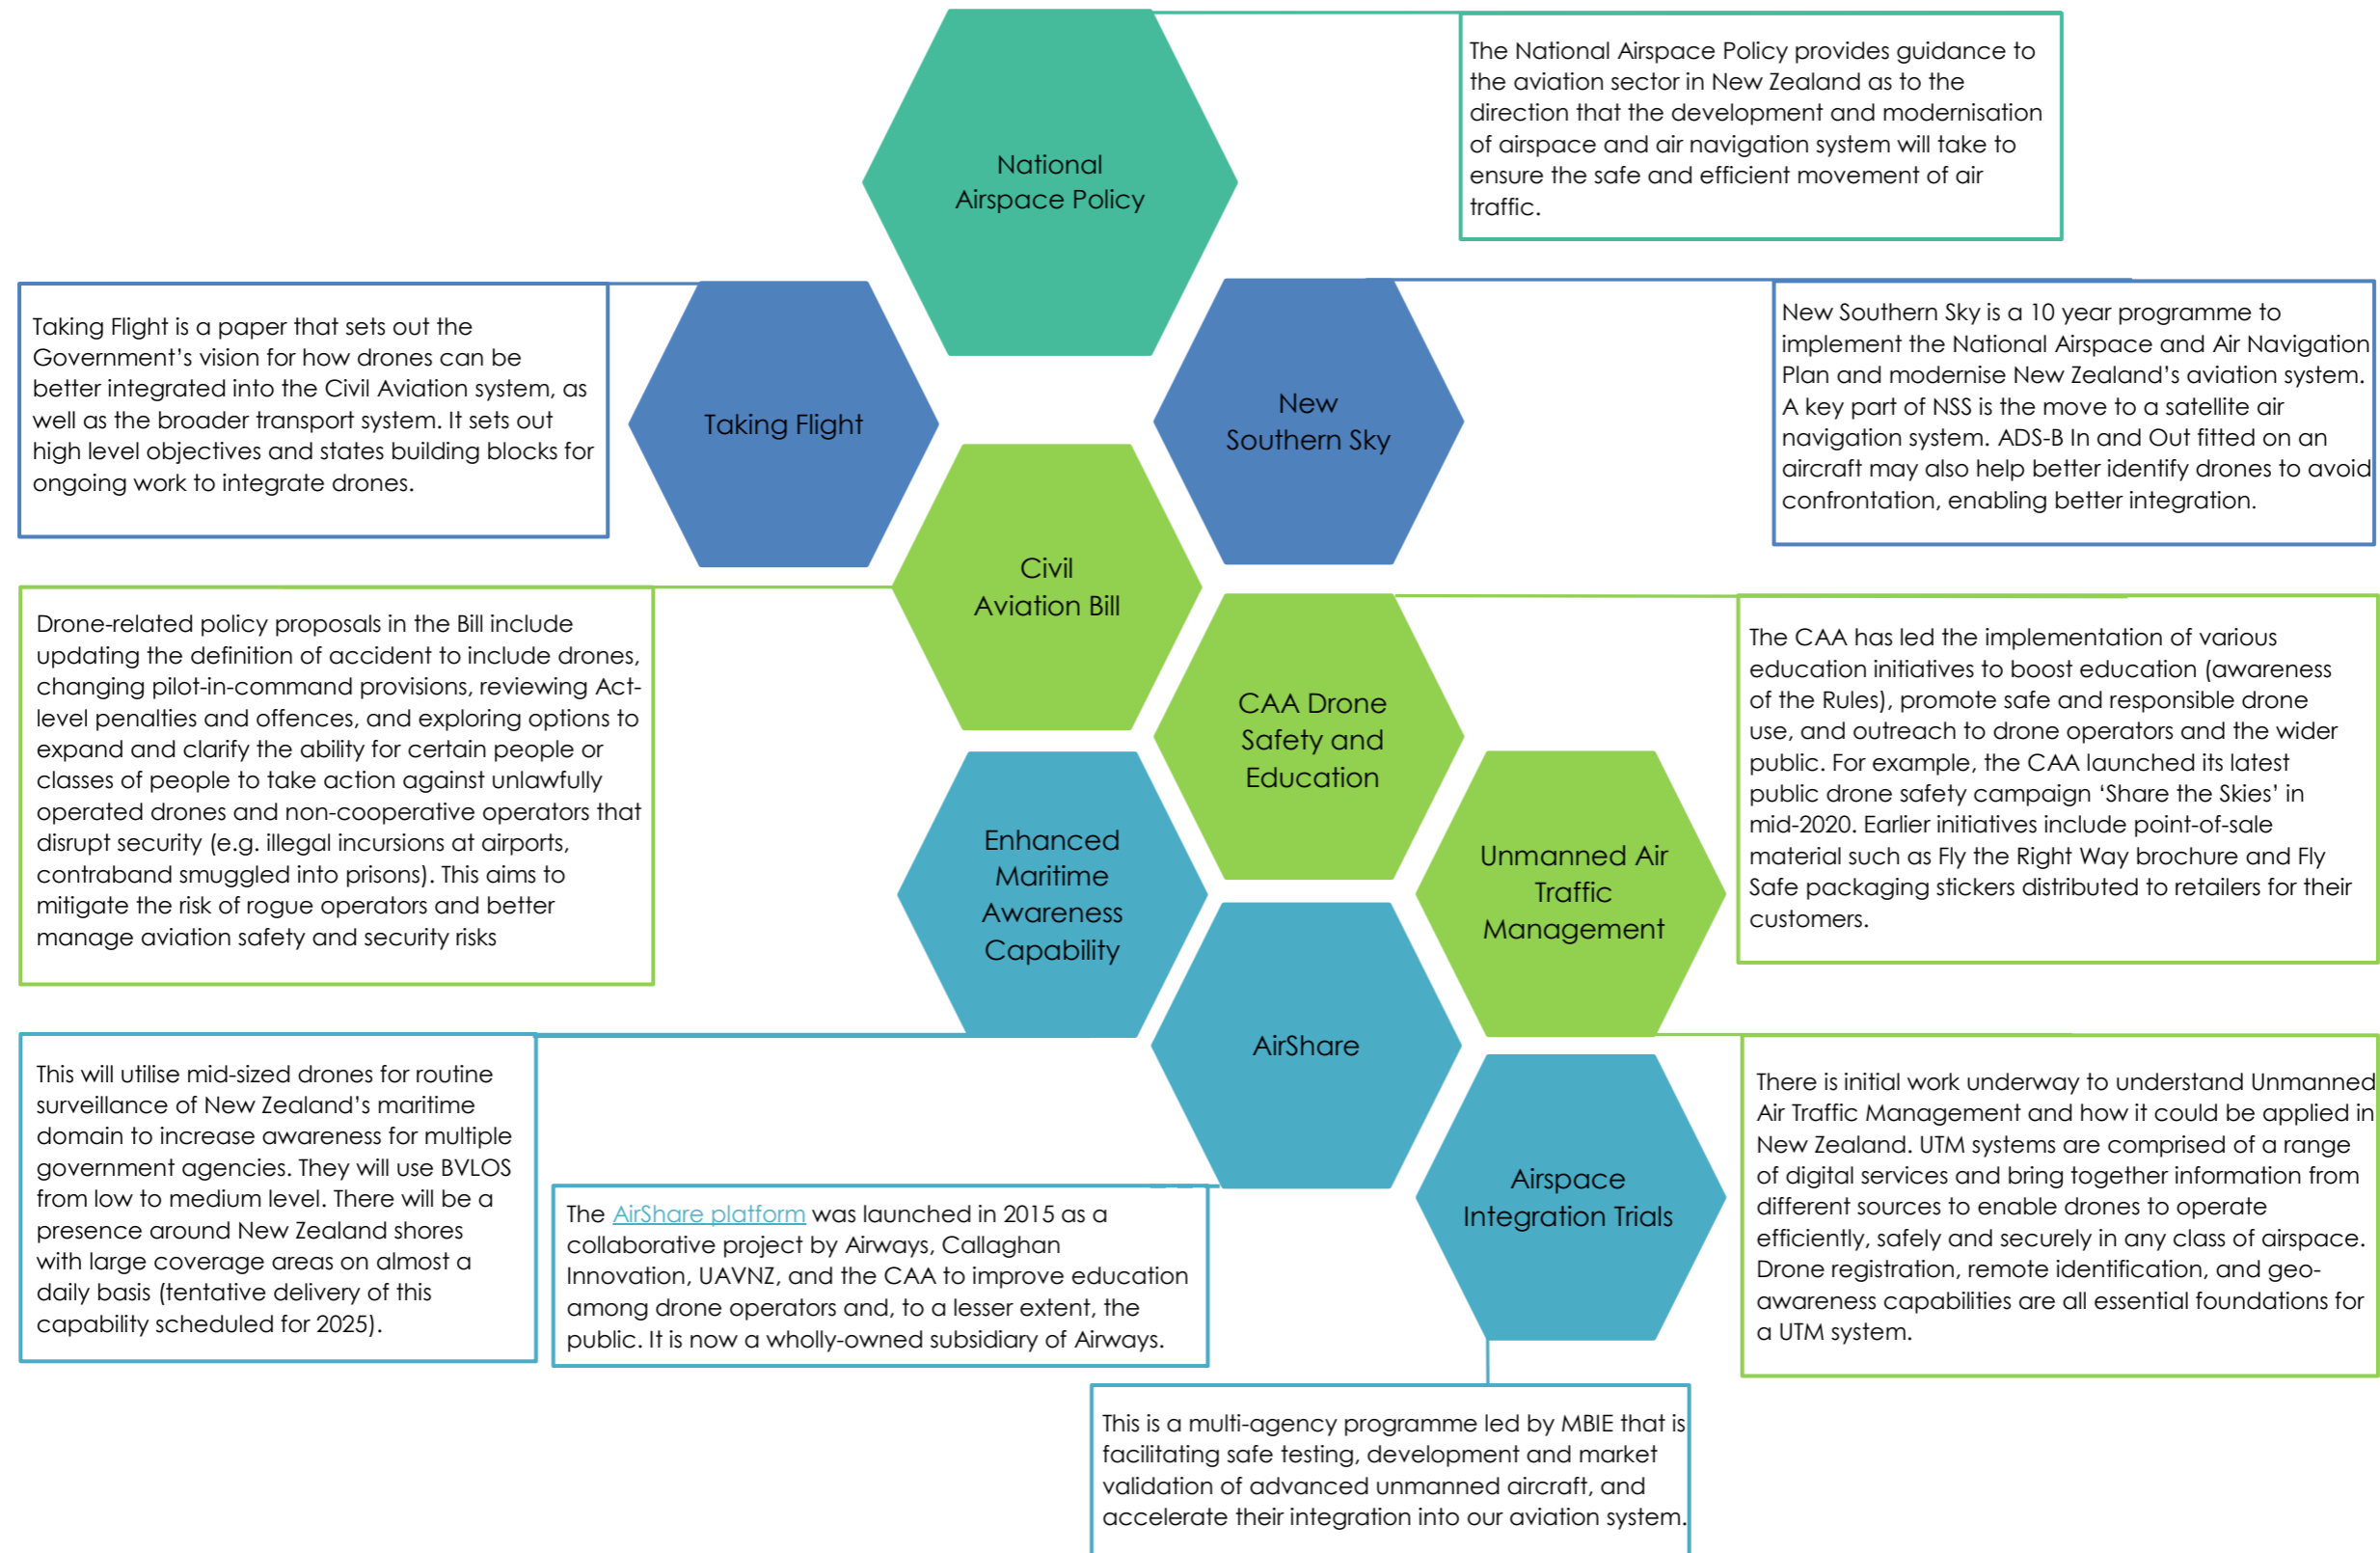 National
Airspace Policy
The National Airspace Policy provides guidance to
the aviation sector in New Zealand as to the
direction that the development and modernisation
of airspace and air navigation system will take to
ensure the safe and efficient movement of air
traffic.
Taking Flight is a paper that sets out the
Government’s vision for how drones can be
better integrated into the Civil Aviation system, as
well as the broader transport system. It sets out
high level objectives and states building blocks for
ongoing work to integrate drones.
Taking Flight
New
Southern Sky
New Southern Sky is a 10 year programme to
implement the National Airspace and Air Navigation
Plan and modernise New Zealand’s aviation system.
A key part of NSS is the move to a satellite air
navigation system. ADS-B In and Out fitted on an
aircraft may also help better identify drones to avoid
confrontation, enabling better integration.
Civil
Aviation Bill
Drone-related policy proposals in the Bill include
updating the definition of accident to include drones,
changing pilot-in-command provisions, reviewing Act-
level penalties and offences, and exploring options to
expand and clarify the ability for certain people or
classes of people to take action against unlawfully
operated drones and non-cooperative operators that
disrupt security (e.g. illegal incursions at airports,
contraband smuggled into prisons). This aims to
mitigate the risk of rogue operators and better
manage aviation safety and security risks
CAA Drone
Safety and
Education
The CAA has led the implementation of various
education initiatives to boost education (awareness
of the Rules), promote safe and responsible drone
use, and outreach to drone operators and the wider
public. For example, the CAA launched its latest
public drone safety campaign ‘Share the Skies’ in
mid-2020. Earlier initiatives include point-of-sale
material such as Fly the Right Way brochure and Fly
Safe packaging stickers distributed to retailers for their
customers.
Enhanced
Maritime
Awareness
Capability
Unmanned Air
Traffic
Management
This will utilise mid-sized drones for routine
surveillance of New Zealand’s maritime
domain to increase awareness for multiple
government agencies. They will use BVLOS
from low to medium level. There will be a
presence around New Zealand shores
with large coverage areas on almost a
daily basis (tentative delivery of this
capability scheduled for 2025).
AirShare
The AirShare platform was launched in 2015 as a
collaborative project by Airways, Callaghan
Innovation, UAVNZ, and the CAA to improve education
among drone operators and, to a lesser extent, the
public. It is now a wholly-owned subsidiary of Airways.
There is initial work underway to understand Unmanned
Air Traffic Management and how it could be applied in
New Zealand. UTM systems are comprised of a range
of digital services and bring together information from
different sources to enable drones to operate
efficiently, safely and securely in any class of airspace.
Drone registration, remote identification, and geo-
awareness capabilities are all essential foundations for
a UTM system.
Airspace
Integration Trials
This is a multi-agency programme led by MBIE that is
facilitating safe testing, development and market
validation of advanced unmanned aircraft, and
accelerate their integration into our aviation system.